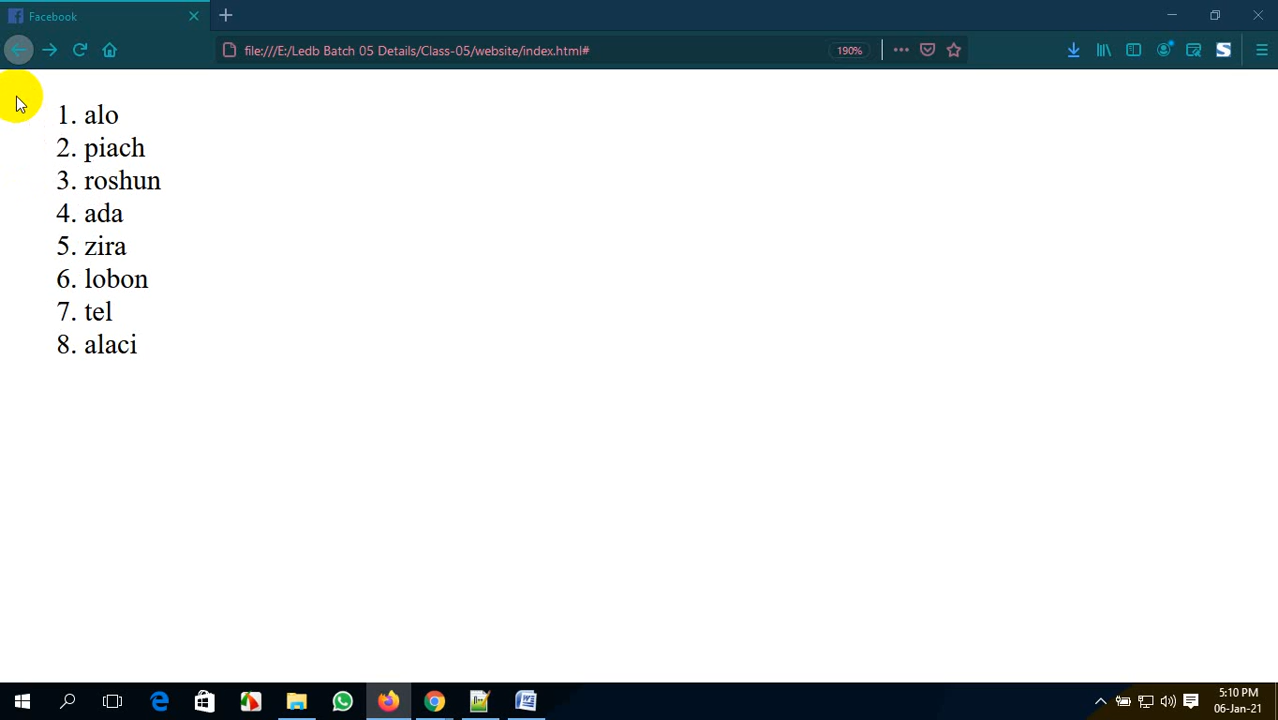 Facebook
file:///E:/Ledb Batch 05 Details/Class-05/website/index.html#
190%
1. alo
2. piach
3. roshun
4. ada
5. zira
6. lobon
7. tel
8. alaci
5:10 PM
06-Jan-21